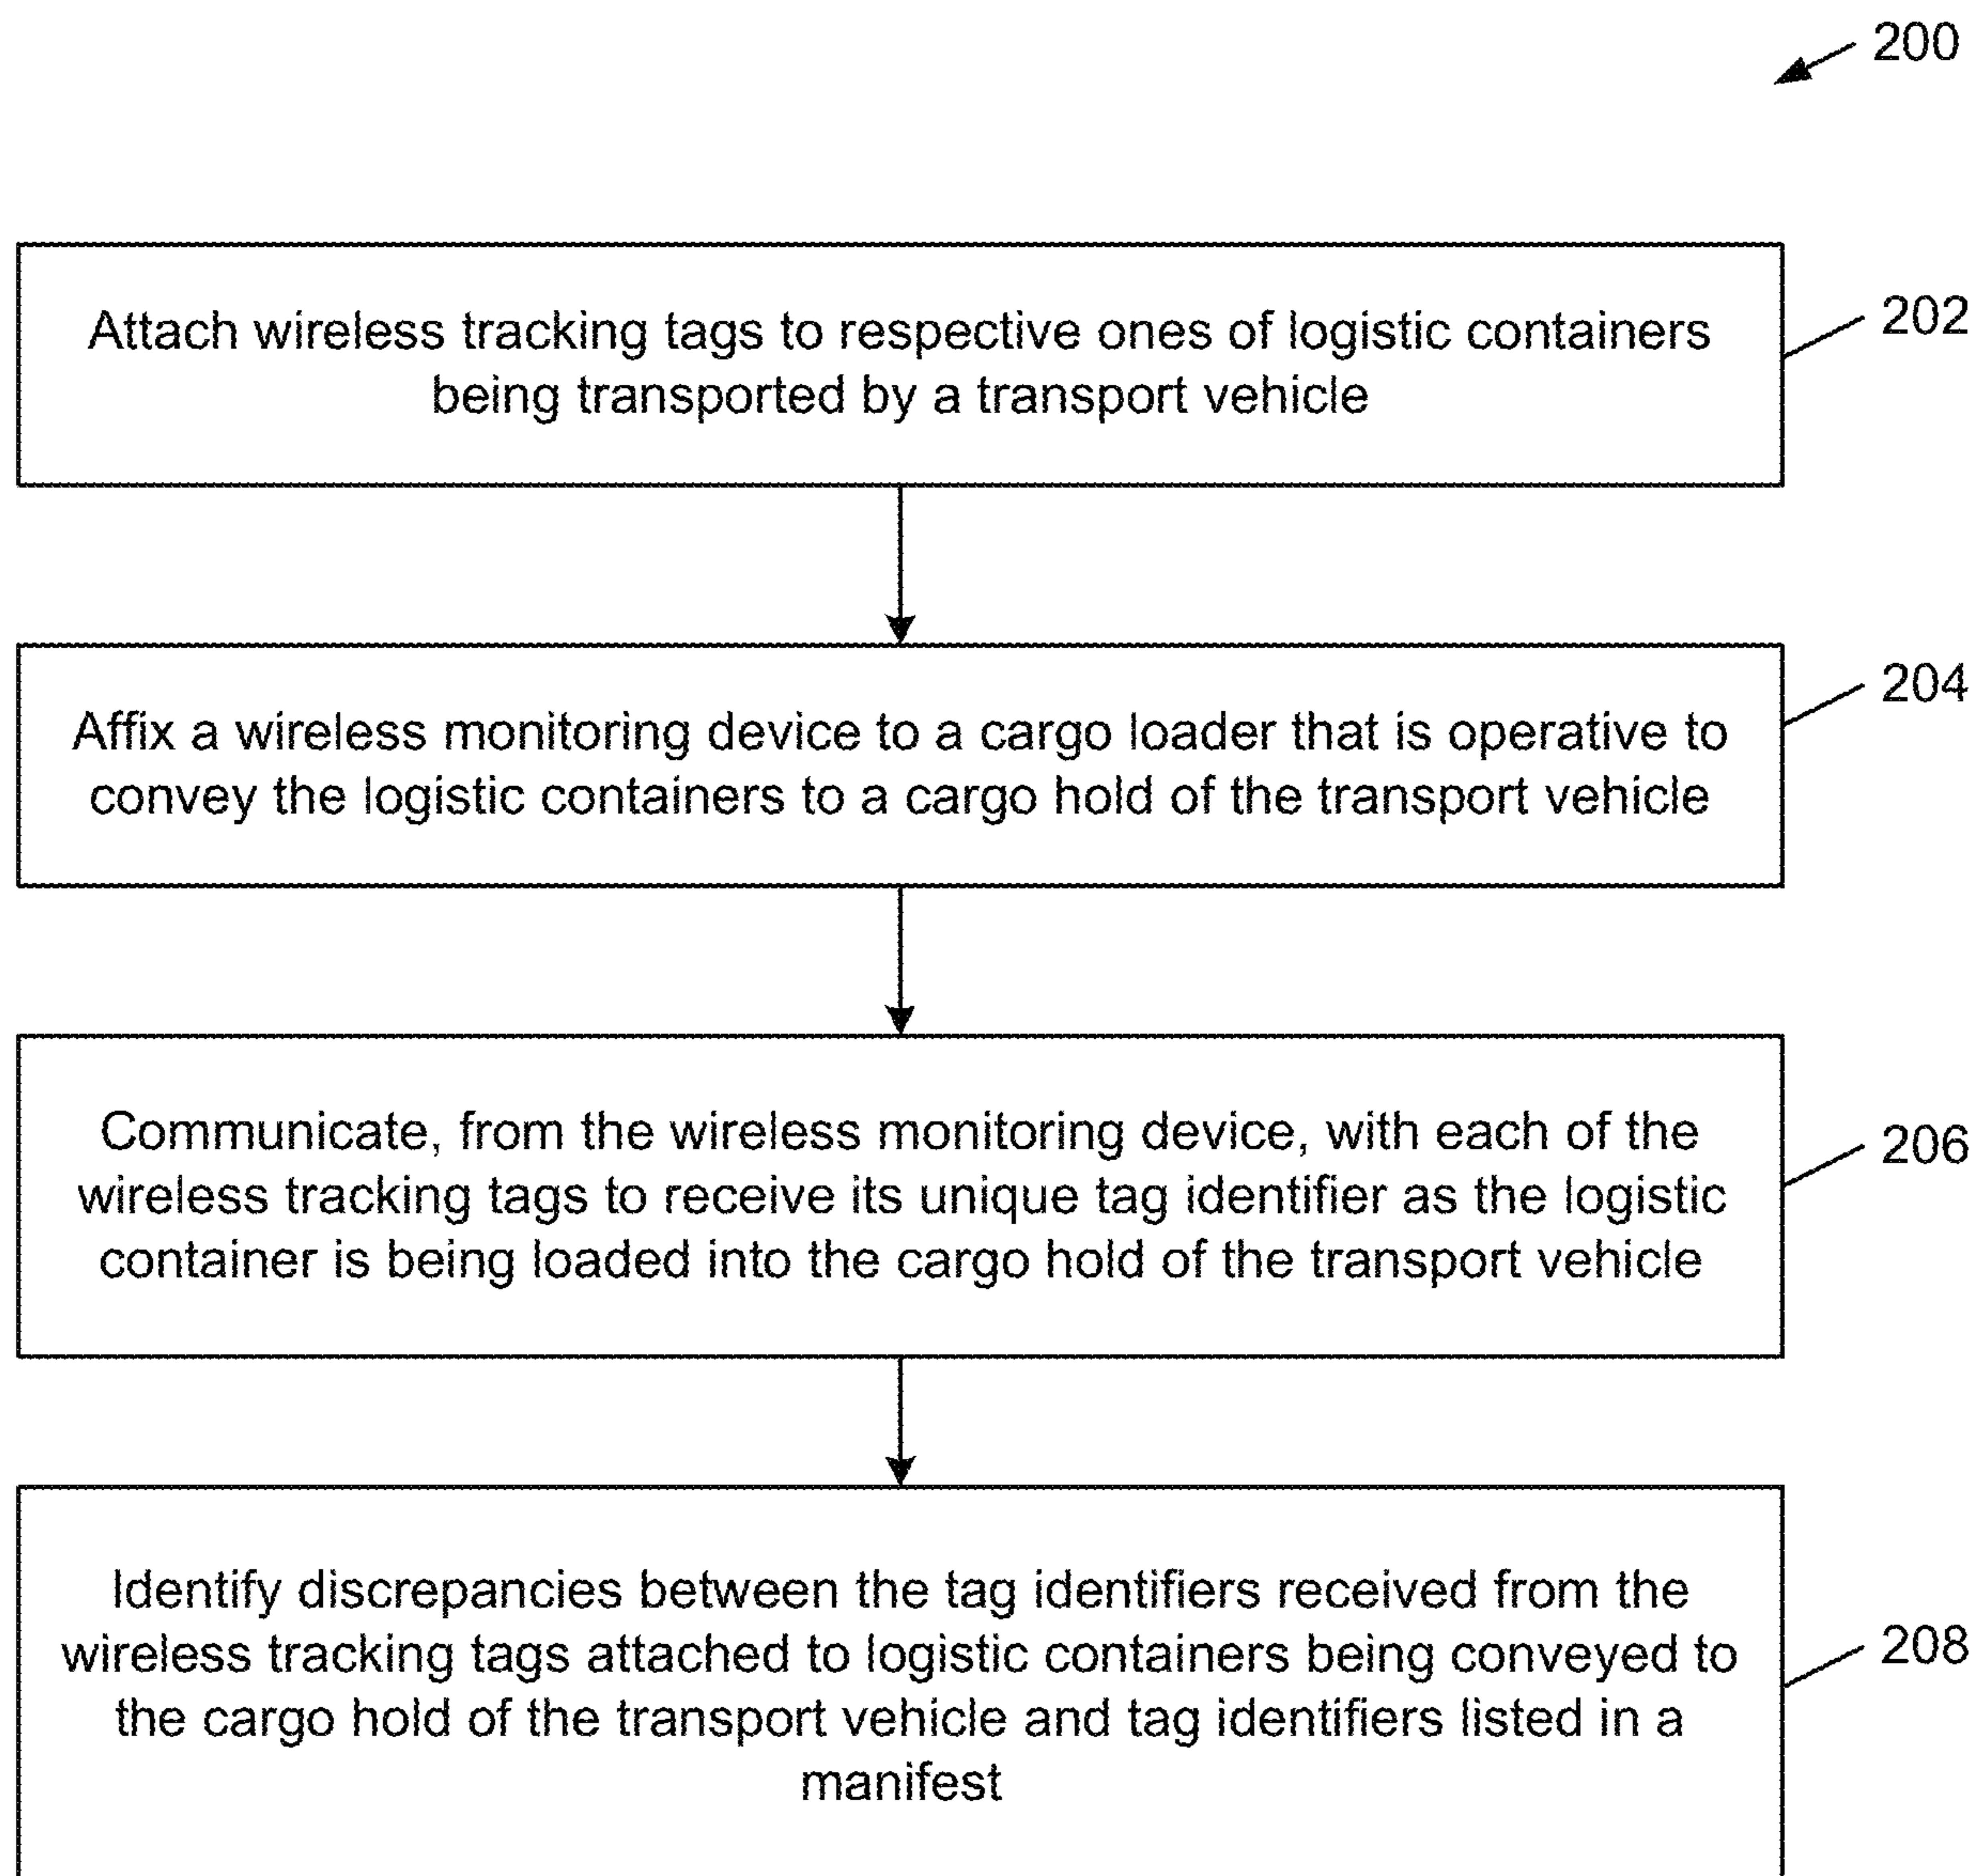 200
Attach wireless tracking tags to respective ones of logistic containers
being transported by a transport vehicle
202
Affix a wireless monitoring device to a cargo loader that is operative to
convey the logistic containers to a cargo hold of the transport vehicle
204
Communicate, from the wireless monitoring device, with each of the
wireless tracking tags to receive its unique tag identifier as the logistic
container is being loaded into the cargo hold of the transport vehicle
206
Identify discrepancies between the tag identifiers received from the
wireless tracking tags attached to logistic containers being conveyed to
the cargo hold of the transport vehicle and tag identifiers listed in a
manifest
208